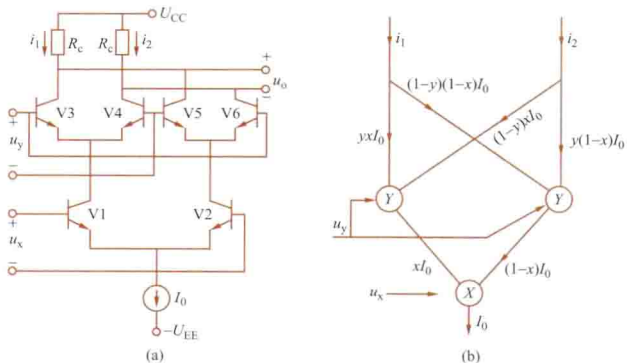 U_CC
i_1 R_c R_c i_2
+
u_o
−
V3 V4 V5 V6
+
u_y
−
V1 V2
+
u_x
−
I_0
−U_EE
(a)
i_1 i_2
(1−y)(1−x)I_0
yxI_0 (1−y)xI_0 y(1−x)I_0
Y Y
u_y
xI_0 (1−x)I_0
u_x X
I_0
(b)